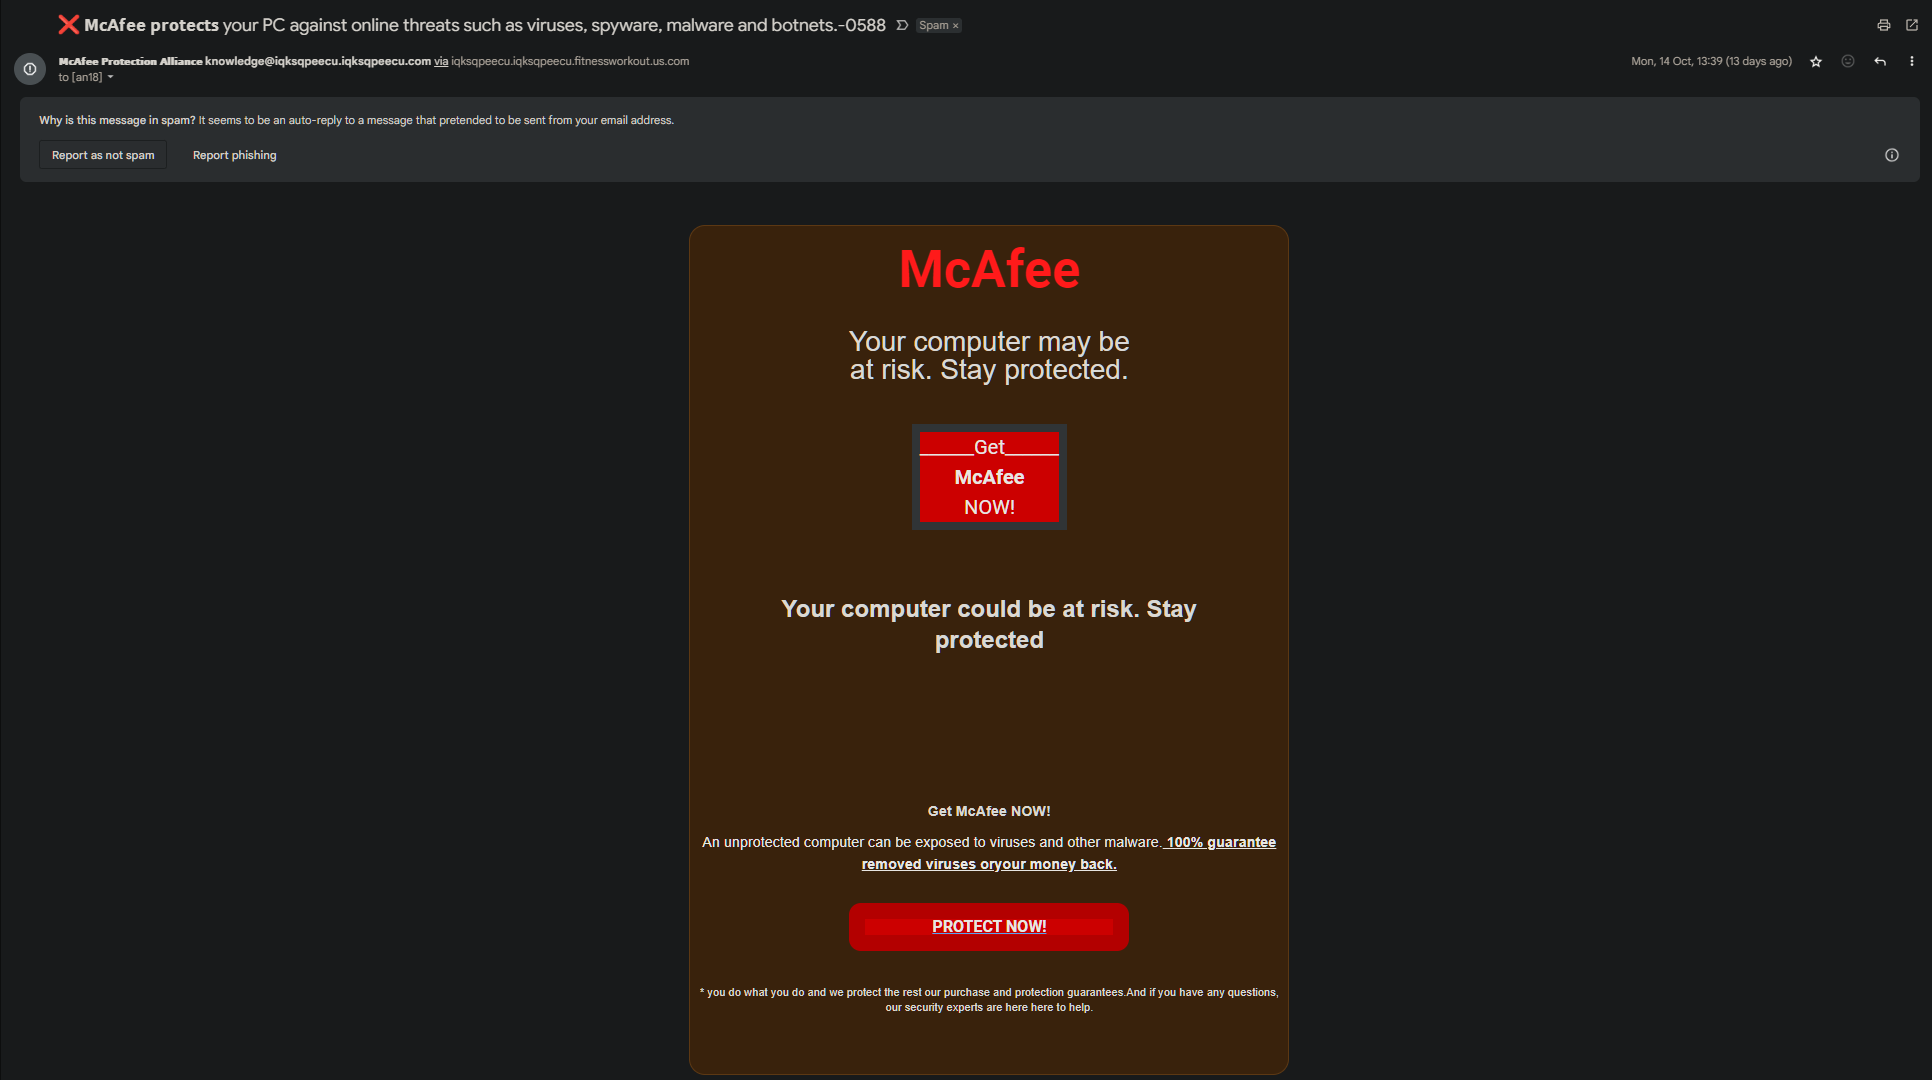 ❌ McAfee protects your PC against online threats such as viruses, spyware, malware and botnets.-0588 Spam ×
McAfee Protection Alliance knowledge@iqksqpeecu.iqksqpeecu.com via iqksqpeecu.iqksqpeecu.fitnessworkout.us.com
Mon, 14 Oct, 13:39 (13 days ago)
to [an18]
Why is this message in spam? It seems to be an auto-reply to a message that pretended to be sent from your email address.
Report as not spam Report phishing
McAfee
Your computer may be
at risk. Stay protected.
______Get______
McAfee
NOW!
Your computer could be at risk. Stay
protected
Get McAfee NOW!
An unprotected computer can be exposed to viruses and other malware. 100% guarantee
removed viruses oryour money back.
PROTECT NOW!
* you do what you do and we protect the rest our purchase and protection guarantees.And if you have any questions,
our security experts are here here to help.